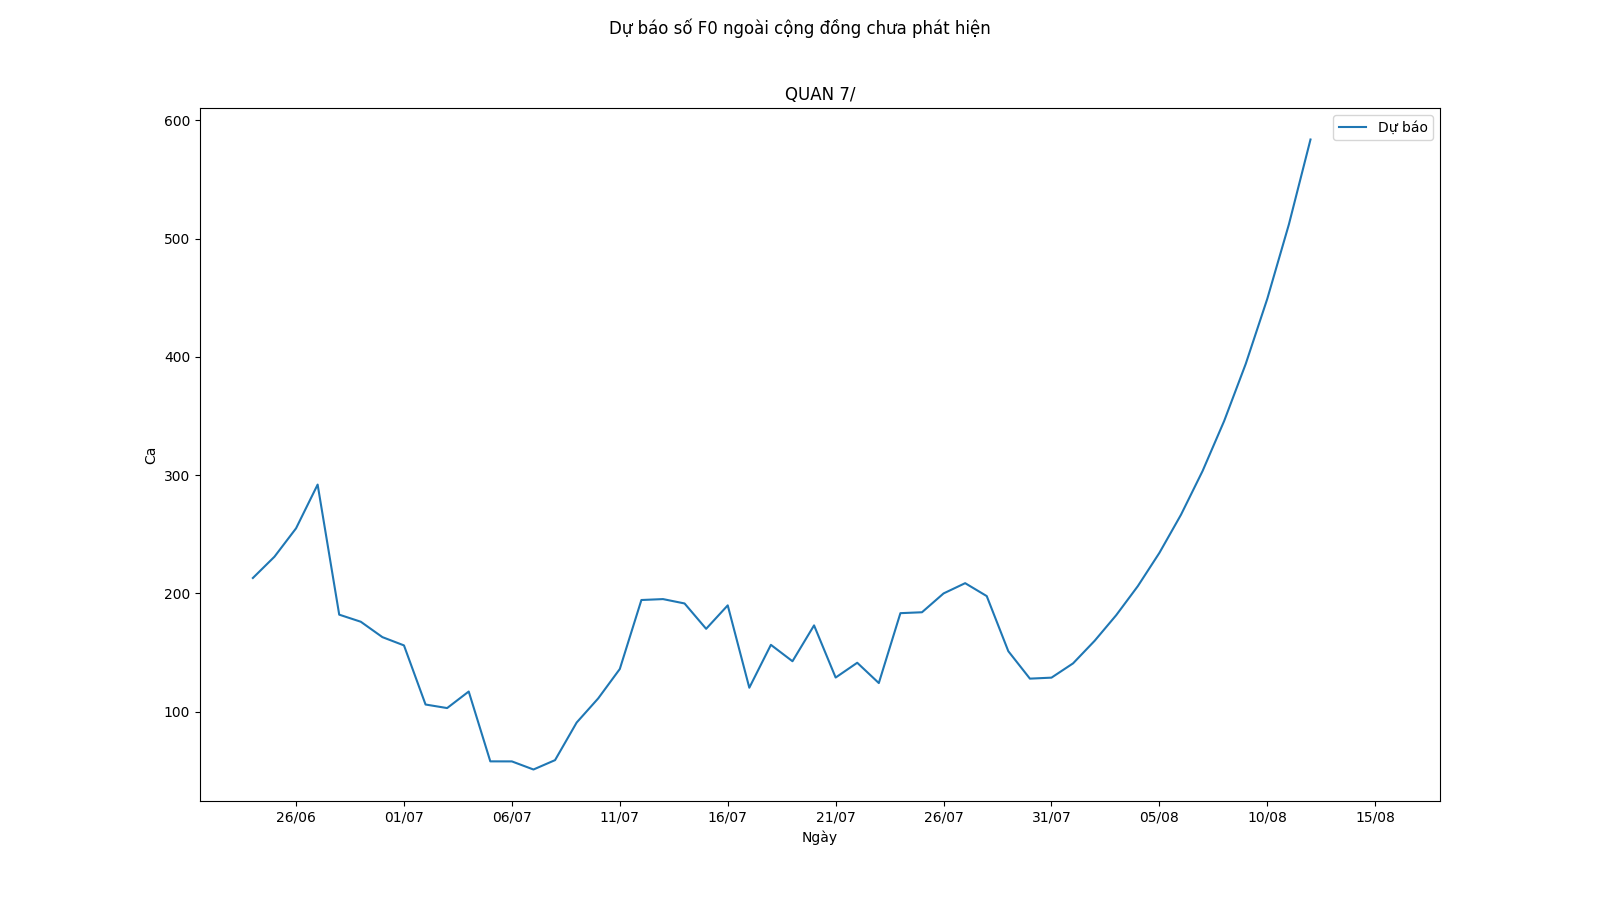 Dự báo số F0 ngoài cộng đồng chưa phát hiện
QUAN 7/
Dự báo
600
500
400
300
200
100
Ca
26/06 01/07 06/07 11/07 16/07 21/07 26/07 31/07 05/08 10/08 15/08
Ngày